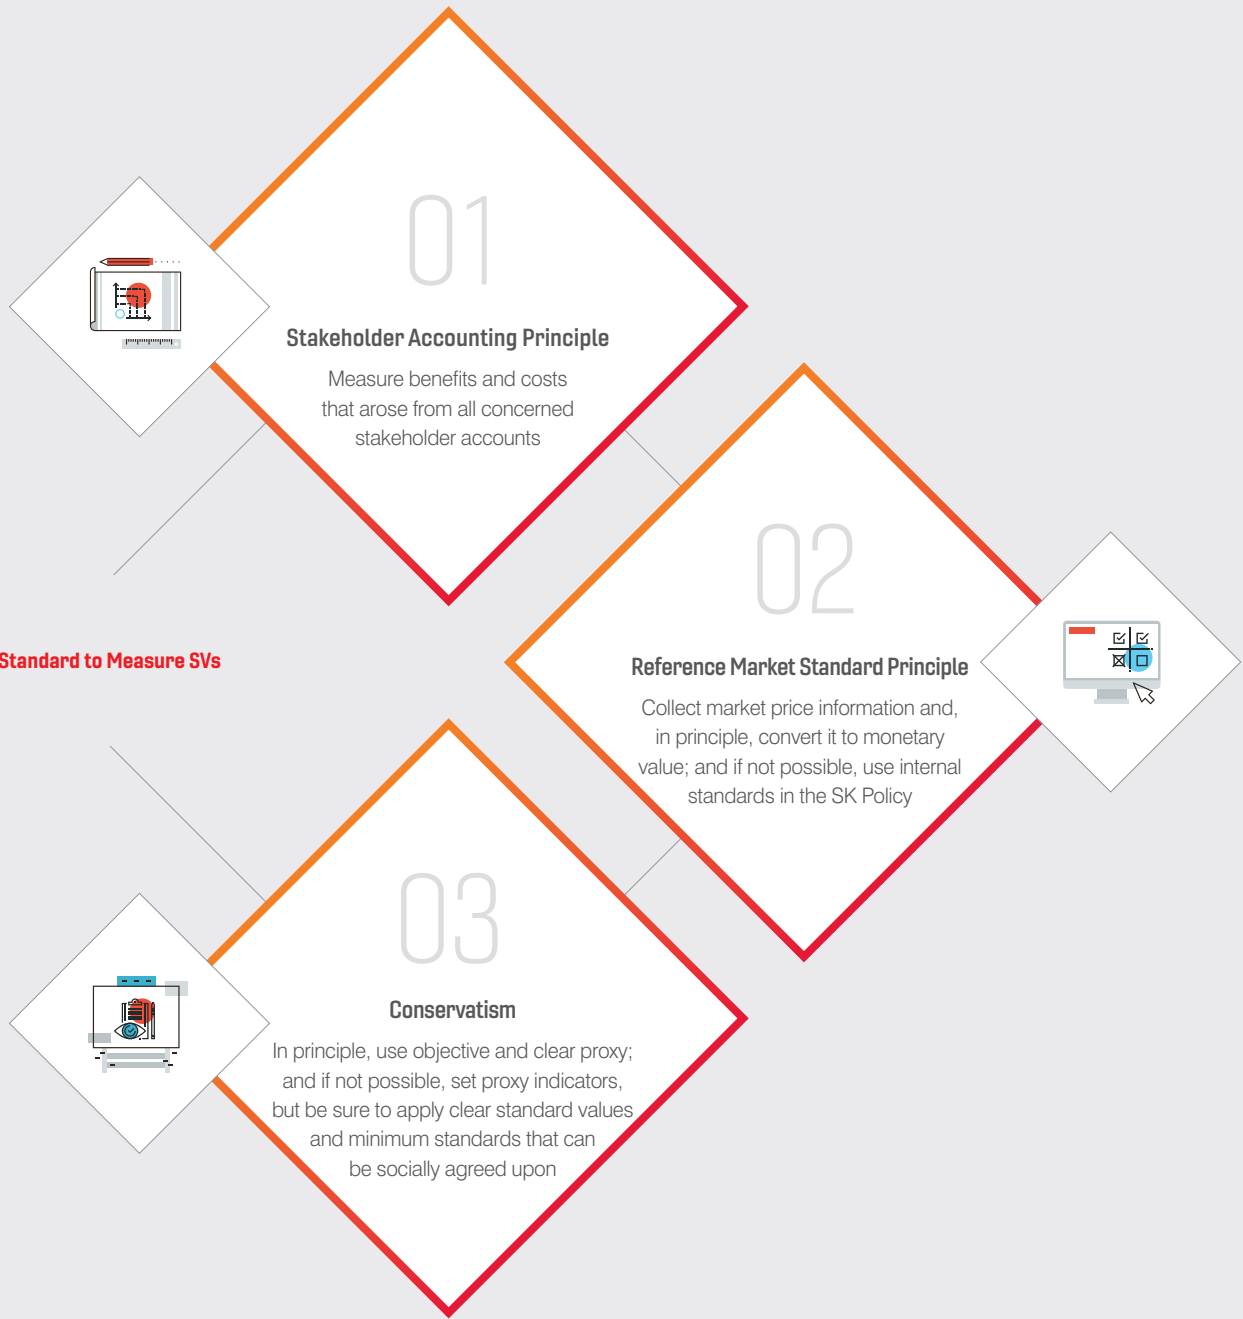 01
Stakeholder Accounting Principle
Measure benefits and costs
that arose from all concerned
stakeholder accounts
02
Reference Market Standard Principle
Collect market price information and,
in principle, convert it to monetary
value; and if not possible, use internal
standards in the SK Policy
Standard to Measure SVs
03
Conservatism
In principle, use objective and clear proxy;
and if not possible, set proxy indicators,
but be sure to apply clear standard values
and minimum standards that can
be socially agreed upon